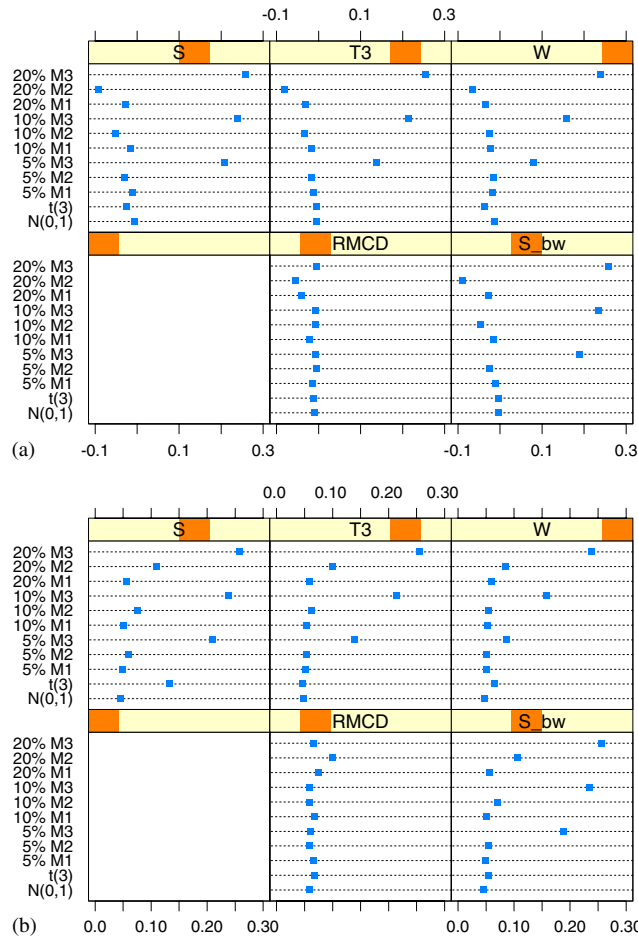 -0.1 0.1 0.3
S T3 W
20% M3
20% M2
20% M1
10% M3
10% M2
10% M1
5% M3
5% M2
5% M1
t(3)
N(0,1)
RMCD S_bw
20% M3
20% M2
20% M1
10% M3
10% M2
10% M1
5% M3
5% M2
5% M1
t(3)
N(0,1)
(a)
-0.1 0.1 0.3 -0.1 0.1 0.3
0.0 0.10 0.20 0.30
S T3 W
20% M3
20% M2
20% M1
10% M3
10% M2
10% M1
5% M3
5% M2
5% M1
t(3)
N(0,1)
RMCD S_bw
20% M3
20% M2
20% M1
10% M3
10% M2
10% M1
5% M3
5% M2
5% M1
t(3)
N(0,1)
(b)
0.0 0.10 0.20 0.30 0.0 0.10 0.20 0.30